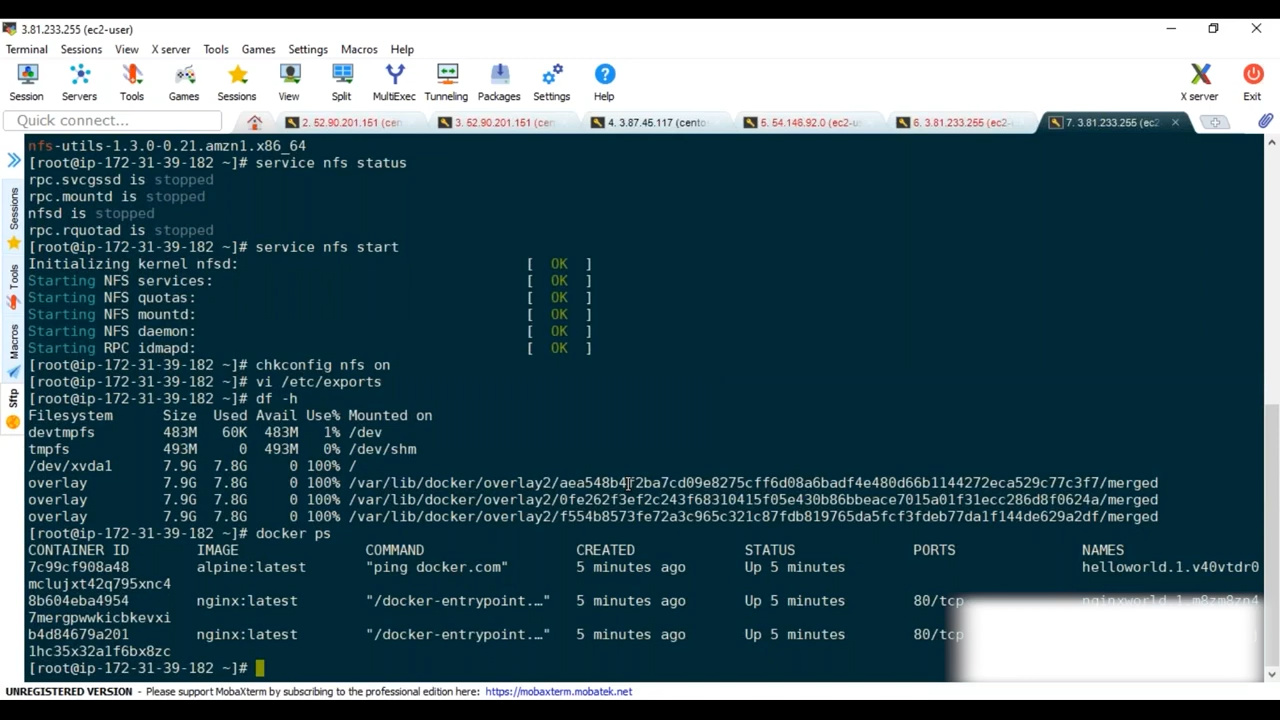 3.81.233.255 (ec2-user)
Terminal Sessions View X server Tools Games Settings Macros Help
Session Servers Tools Games Sessions View Split MultiExec Tunneling Packages Settings Help X server Exit
Quick connect... 2. 52.90.201.151 (cen 3. 52.90.201.151 (cen 4. 3.87.45.117 (cento 5. 54.146.92.0 (ec2-u 6. 3.81.233.255 (ec2- 7. 3.81.233.255 (ec2
Sessions
Tools
Macros
Sftp
nfs-utils-1.3.0-0.21.amzn1.x86_64
[root@ip-172-31-39-182 ~]# service nfs status
rpc.svcgssd is stopped
rpc.mountd is stopped
nfsd is stopped
rpc.rquotad is stopped
[root@ip-172-31-39-182 ~]# service nfs start
Initializing kernel nfsd: [ OK ]
Starting NFS services: [ OK ]
Starting NFS quotas: [ OK ]
Starting NFS mountd: [ OK ]
Starting NFS daemon: [ OK ]
Starting RPC idmapd: [ OK ]
[root@ip-172-31-39-182 ~]# chkconfig nfs on
[root@ip-172-31-39-182 ~]# vi /etc/exports
[root@ip-172-31-39-182 ~]# df -h
Filesystem Size Used Avail Use% Mounted on
devtmpfs 483M 60K 483M 1% /dev
tmpfs 493M 0 493M 0% /dev/shm
/dev/xvda1 7.9G 7.8G 0 100% /
overlay 7.9G 7.8G 0 100% /var/lib/docker/overlay2/aea548b4f2ba7cd09e8275cff6d08a6badf4e480d66b1144272eca529c77c3f7/merged
overlay 7.9G 7.8G 0 100% /var/lib/docker/overlay2/0fe262f3ef2c243f68310415f05e430b86bbeace7015a01f31ecc286d8f0624a/merged
overlay 7.9G 7.8G 0 100% /var/lib/docker/overlay2/f554b8573fe72a3c965c321c87fdb819765da5fcf3fdeb77da1f144de629a2df/merged
[root@ip-172-31-39-182 ~]# docker ps
CONTAINER ID IMAGE COMMAND CREATED STATUS PORTS NAMES
7c99cf908a48 alpine:latest "ping docker.com" 5 minutes ago Up 5 minutes helloworld.1.v40vtdr0
mclujxt42q795xnc4
8b604eba4954 nginx:latest "/docker-entrypoint.…" 5 minutes ago Up 5 minutes 80/tcp
7mergpwwkicbkevxi
b4d84679a201 nginx:latest "/docker-entrypoint.…" 5 minutes ago Up 5 minutes 80/tcp
1hc35x32a1f6bx8zc
[root@ip-172-31-39-182 ~]#
UNREGISTERED VERSION - Please support MobaXterm by subscribing to the professional edition here: https://mobaxterm.mobatek.net